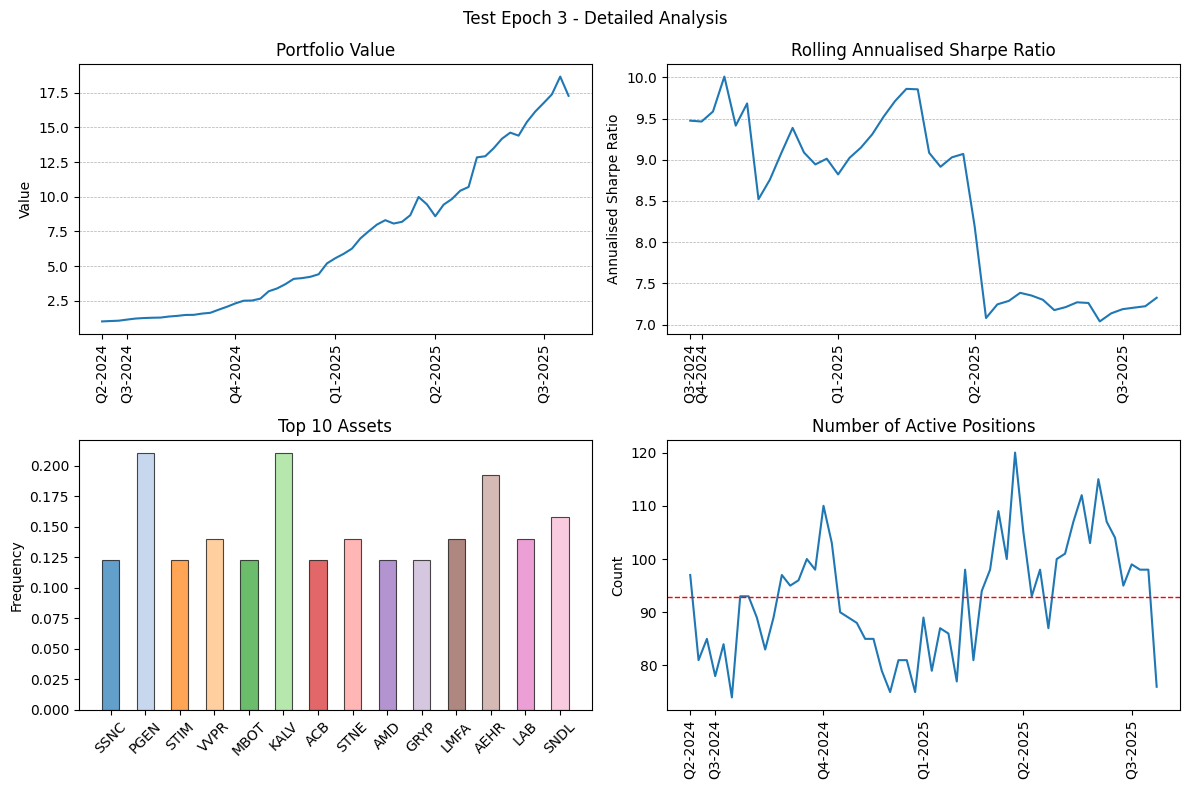 Test Epoch 3 - Detailed Analysis
Portfolio Value
Value
17.5
15.0
12.5
10.0
7.5
5.0
2.5
Q2-2024
Q3-2024
Q4-2024
Q1-2025
Q2-2025
Q3-2025
Rolling Annualised Sharpe Ratio
Annualised Sharpe Ratio
10.0
9.5
9.0
8.5
8.0
7.5
7.0
Q3-2024
Q4-2024
Q1-2025
Q2-2025
Q3-2025
Top 10 Assets
Frequency
0.200
0.175
0.150
0.125
0.100
0.075
0.050
0.025
0.000
SSNC
PGEN
STIM
VVPR
MBOT
KALV
ACB
STNE
AMD
GRYP
LMFA
AEHR
LAB
SNDL
Number of Active Positions
Count
120
110
100
90
80
Q2-2024
Q3-2024
Q4-2024
Q1-2025
Q2-2025
Q3-2025